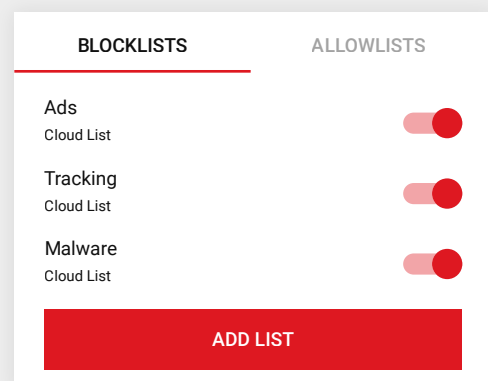 BLOCKLISTS
ALLOWLISTS
Ads
Cloud List
Tracking
Cloud List
Malware
Cloud List
ADD LIST